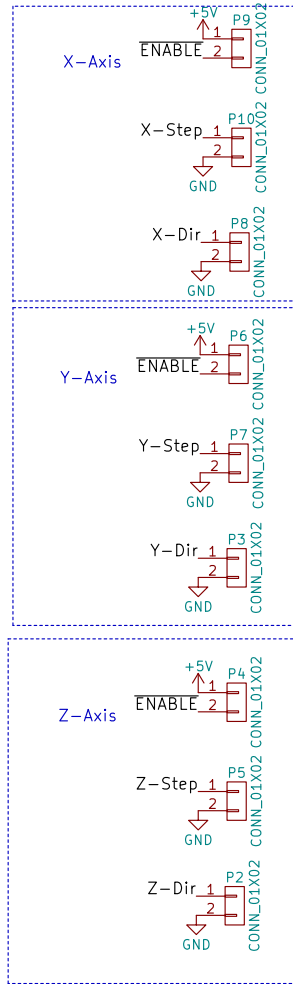 +5V
P9
1
ENABLE
2
CONN_01X02
X-Axis
P10
X-Step
1
2
GND
CONN_01X02
P8
X-Dir
1
2
GND
CONN_01X02
+5V
P6
1
ENABLE
2
CONN_01X02
Y-Axis
P7
Y-Step
1
2
GND
CONN_01X02
P3
Y-Dir
1
2
GND
CONN_01X02
+5V
P4
1
ENABLE
2
CONN_01X02
Z-Axis
P5
Z-Step
1
2
GND
CONN_01X02
P2
Z-Dir
1
2
GND
CONN_01X02